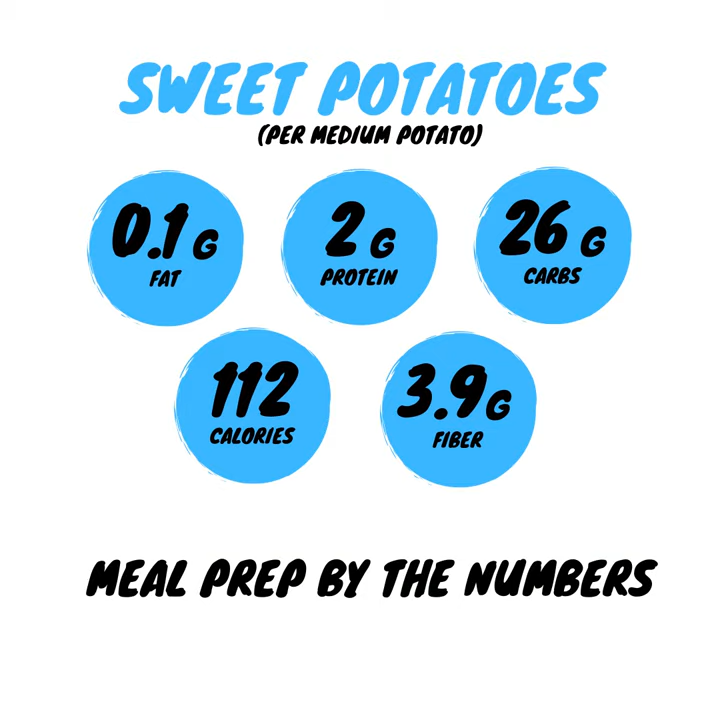 SWEET POTATOES
(PER MEDIUM POTATO)
0.1 G
FAT
2 G
PROTEIN
26 G
CARBS
112
CALORIES
3.9 G
FIBER
MEAL PREP BY THE NUMBERS